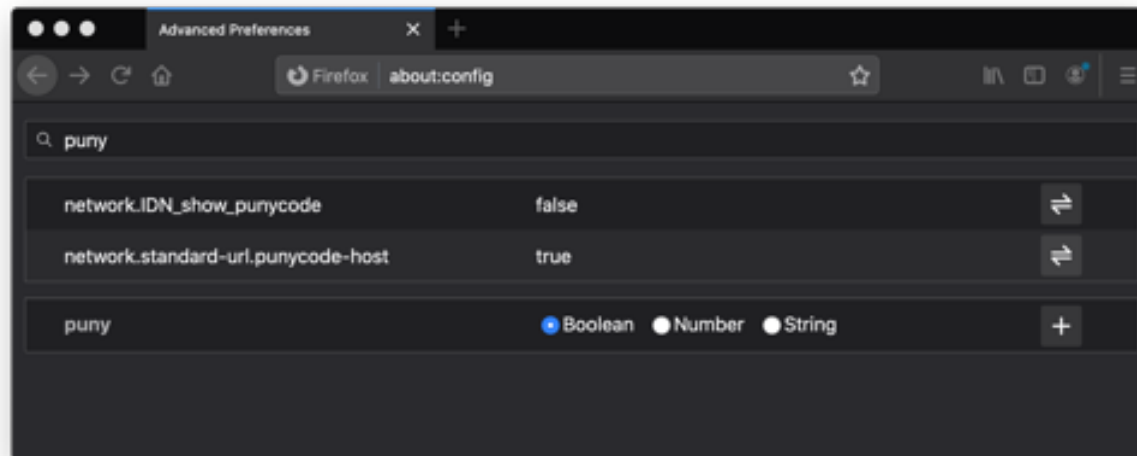 Advanced Preferences
Firefox about:config
puny
network.IDN_show_punycode false
network.standard-url.punycode-host true
puny Boolean Number String